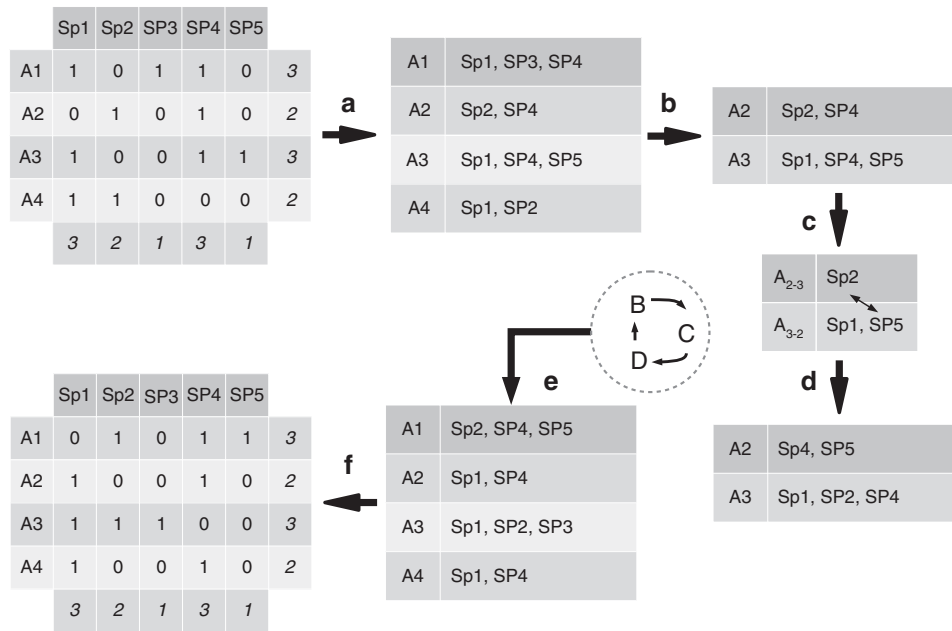 Sp1 Sp2 SP3 SP4 SP5
A1 1 0 1 1 0 3
A2 0 1 0 1 0 2
A3 1 0 0 1 1 3
A4 1 1 0 0 0 2
3 2 1 3 1
a
A1 Sp1, SP3, SP4
A2 Sp2, SP4
A3 Sp1, SP4, SP5
A4 Sp1, SP2
b
A2 Sp2, SP4
A3 Sp1, SP4, SP5
c
A2-3 Sp2
A3-2 Sp1, SP5
d
A2 Sp4, SP5
A3 Sp1, SP2, SP4
B
C
D
e
A1 Sp2, SP4, SP5
A2 Sp1, SP4
A3 Sp1, SP2, SP3
A4 Sp1, SP4
f
Sp1 Sp2 SP3 SP4 SP5
A1 0 1 0 1 1 3
A2 1 0 0 1 0 2
A3 1 1 1 0 0 3
A4 1 0 0 1 0 2
3 2 1 3 1